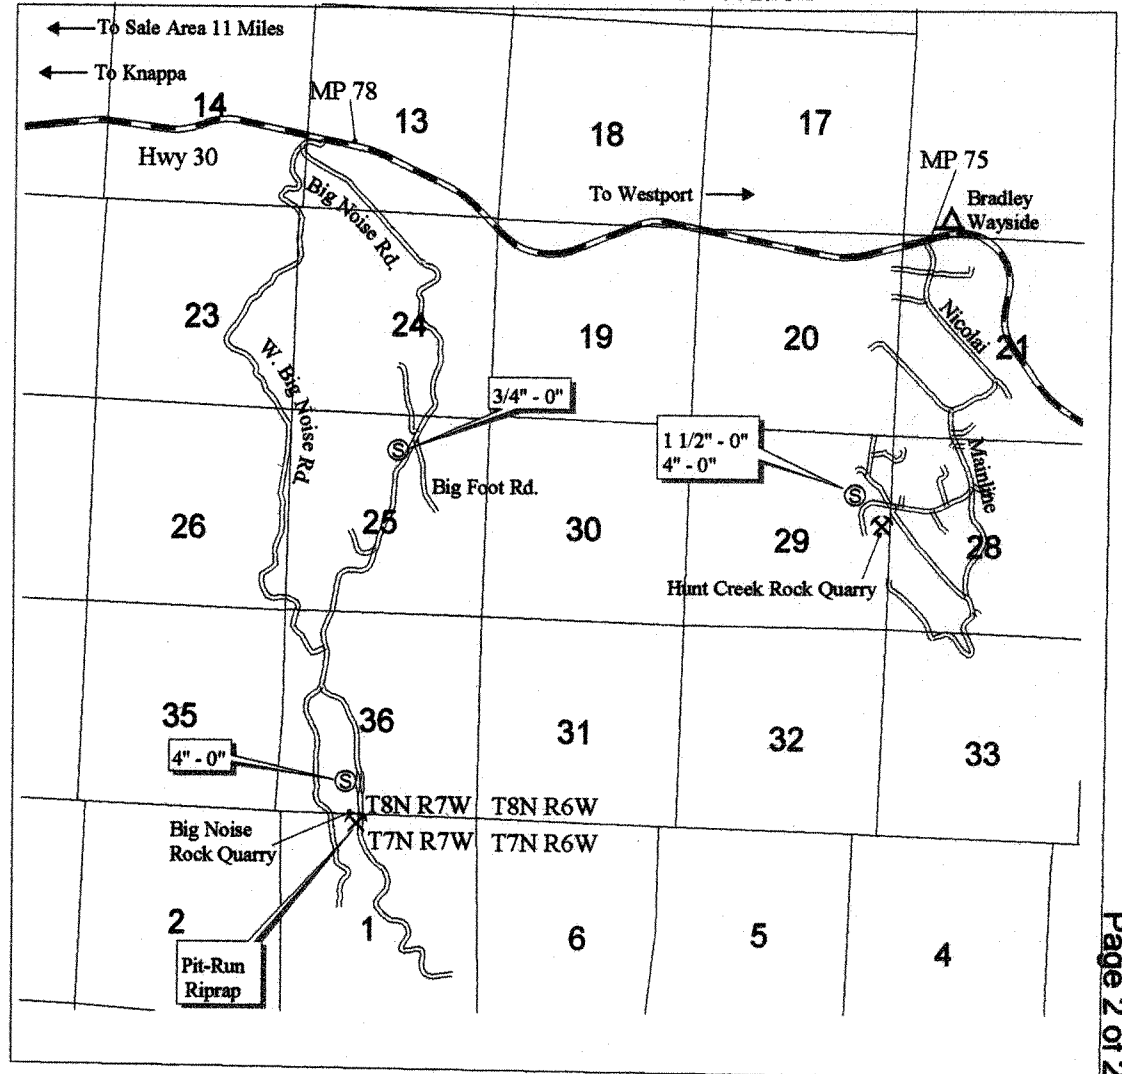 To Sale Area 11 Miles
To Knappa
14
MP 78
13
18
17
Hwy 30
MP 75
To Westport
Bradley
Wayside
Big Noise Rd.
23
24
19
20
Nicolai
21
W. Big Noise Rd.
3/4" - 0"
1 1/2" - 0"
4" - 0"
Mainline
Big Foot Rd.
26
25
30
29
28
Hunt Creek Rock Quarry
35
36
31
32
33
4" - 0"
T8N R7W
T8N R6W
Big Noise
Rock Quarry
T7N R7W
T7N R6W
2
1
6
5
4
Pit-Run
Riprap
Page 2 of 2
S
S
S